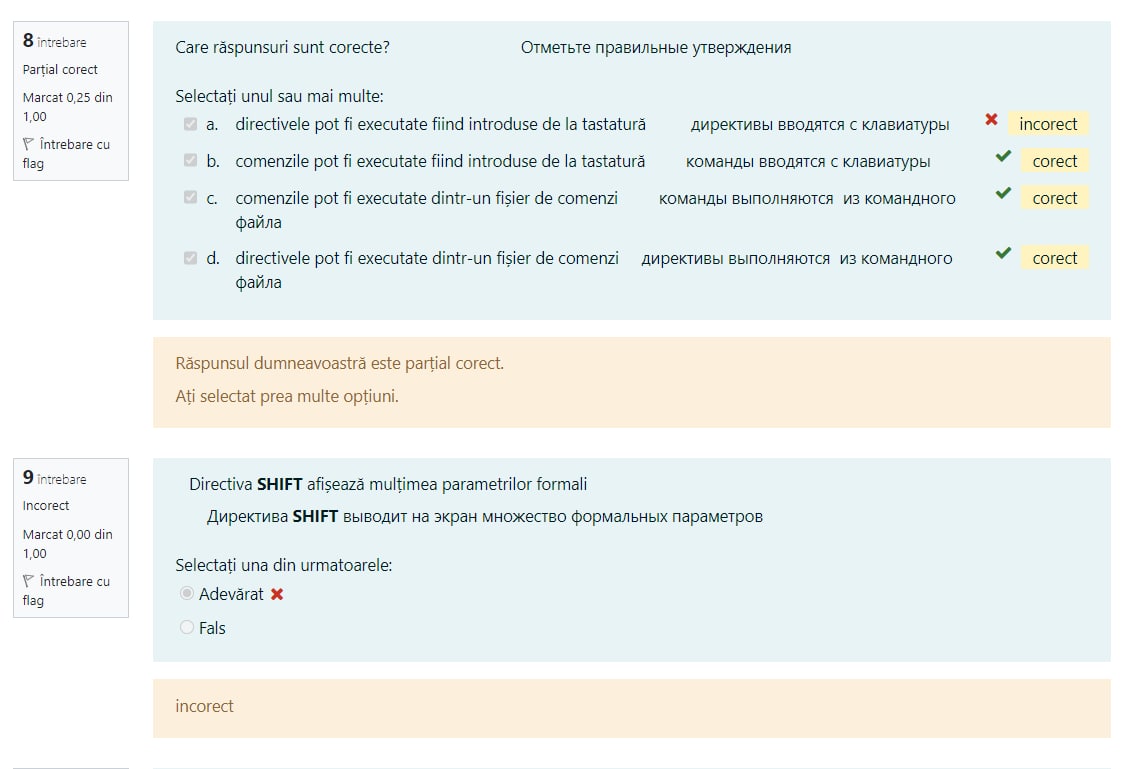 8 întrebare
Parțial corect
Marcat 0,25 din
1,00
Întrebare cu
flag
Care răspunsuri sunt corecte? Отметьте правильные утверждения
Selectați unul sau mai multe:
a. directivele pot fi executate fiind introduse de la tastatură директивы вводятся с клавиатуры incorect
b. comenzile pot fi executate fiind introduse de la tastatură команды вводятся с клавиатуры corect
c. comenzile pot fi executate dintr-un fișier de comenzi команды выполняются из командного corect
файла
d. directivele pot fi executate dintr-un fișier de comenzi директивы выполняются из командного corect
файла
Răspunsul dumneavoastră este parțial corect.
Ați selectat prea multe opțiuni.
9 întrebare
Incorect
Marcat 0,00 din
1,00
Întrebare cu
flag
Directiva SHIFT afișează mulțimea parametrilor formali
Директива SHIFT выводит на экран множество формальных параметров
Selectați una din urmatoarele:
Adevărat
Fals
incorect